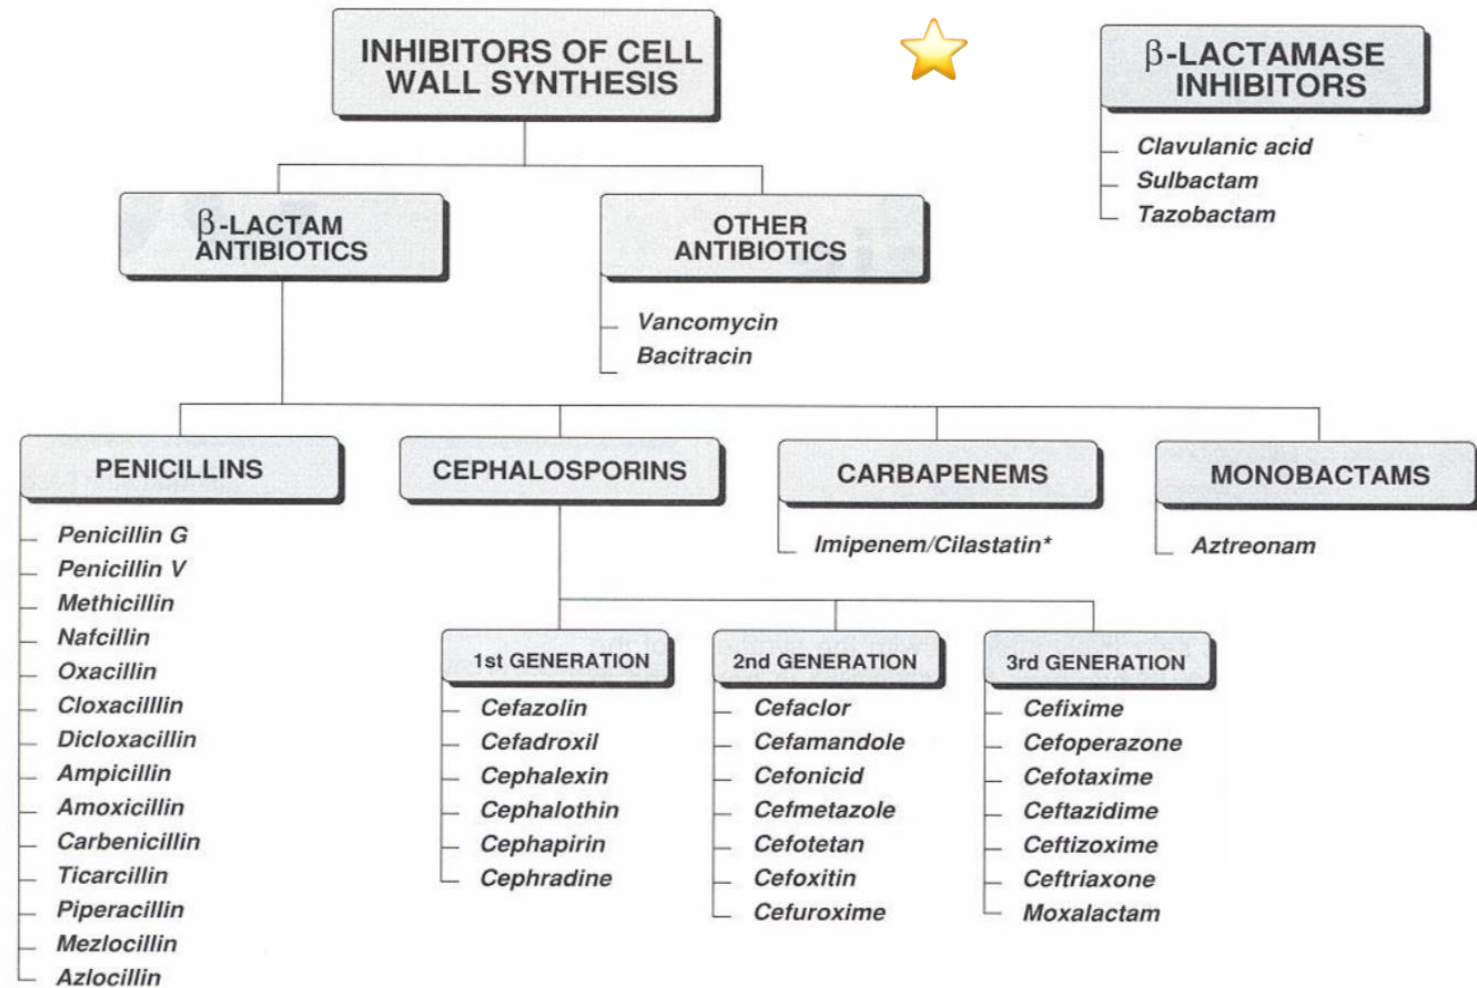 INHIBITORS OF CELL
WALL SYNTHESIS
β-LACTAMASE
INHIBITORS
Clavulanic acid
Sulbactam
Tazobactam
β-LACTAM
ANTIBIOTICS
OTHER
ANTIBIOTICS
Vancomycin
Bacitracin
PENICILLINS
Penicillin G
Penicillin V
Methicillin
Nafcillin
Oxacillin
Cloxacilllin
Dicloxacillin
Ampicillin
Amoxicillin
Carbenicillin
Ticarcillin
Piperacillin
Mezlocillin
Azlocillin
CEPHALOSPORINS
1st GENERATION
Cefazolin
Cefadroxil
Cephalexin
Cephalothin
Cephapirin
Cephradine
2nd GENERATION
Cefaclor
Cefamandole
Cefonicid
Cefmetazole
Cefotetan
Cefoxitin
Cefuroxime
3rd GENERATION
Cefixime
Cefoperazone
Cefotaxime
Ceftazidime
Ceftizoxime
Ceftriaxone
Moxalactam
CARBAPENEMS
Imipenem/Cilastatin*
MONOBACTAMS
Aztreonam